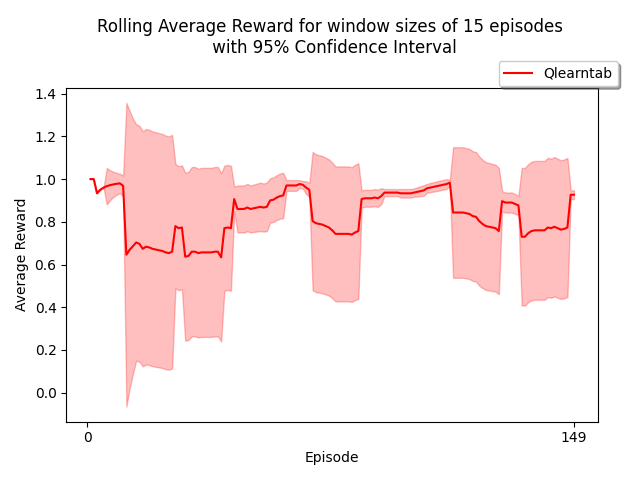 Rolling Average Reward for window sizes of 15 episodes
with 95% Confidence Interval
Qlearntab
1.4
1.2
1.0
0.8
0.6
0.4
0.2
0.0
Average Reward
0
149
Episode